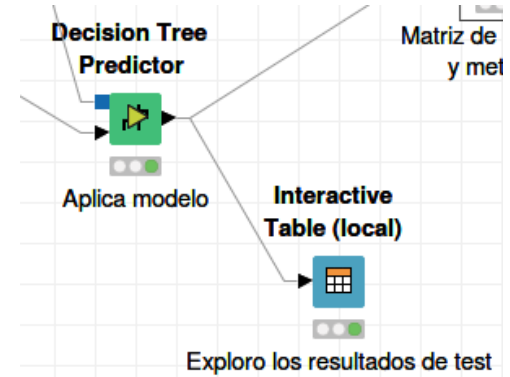 Decision Tree
Predictor
Matriz de
y met
Aplica modelo
Interactive
Table (local)
Exploro los resultados de test